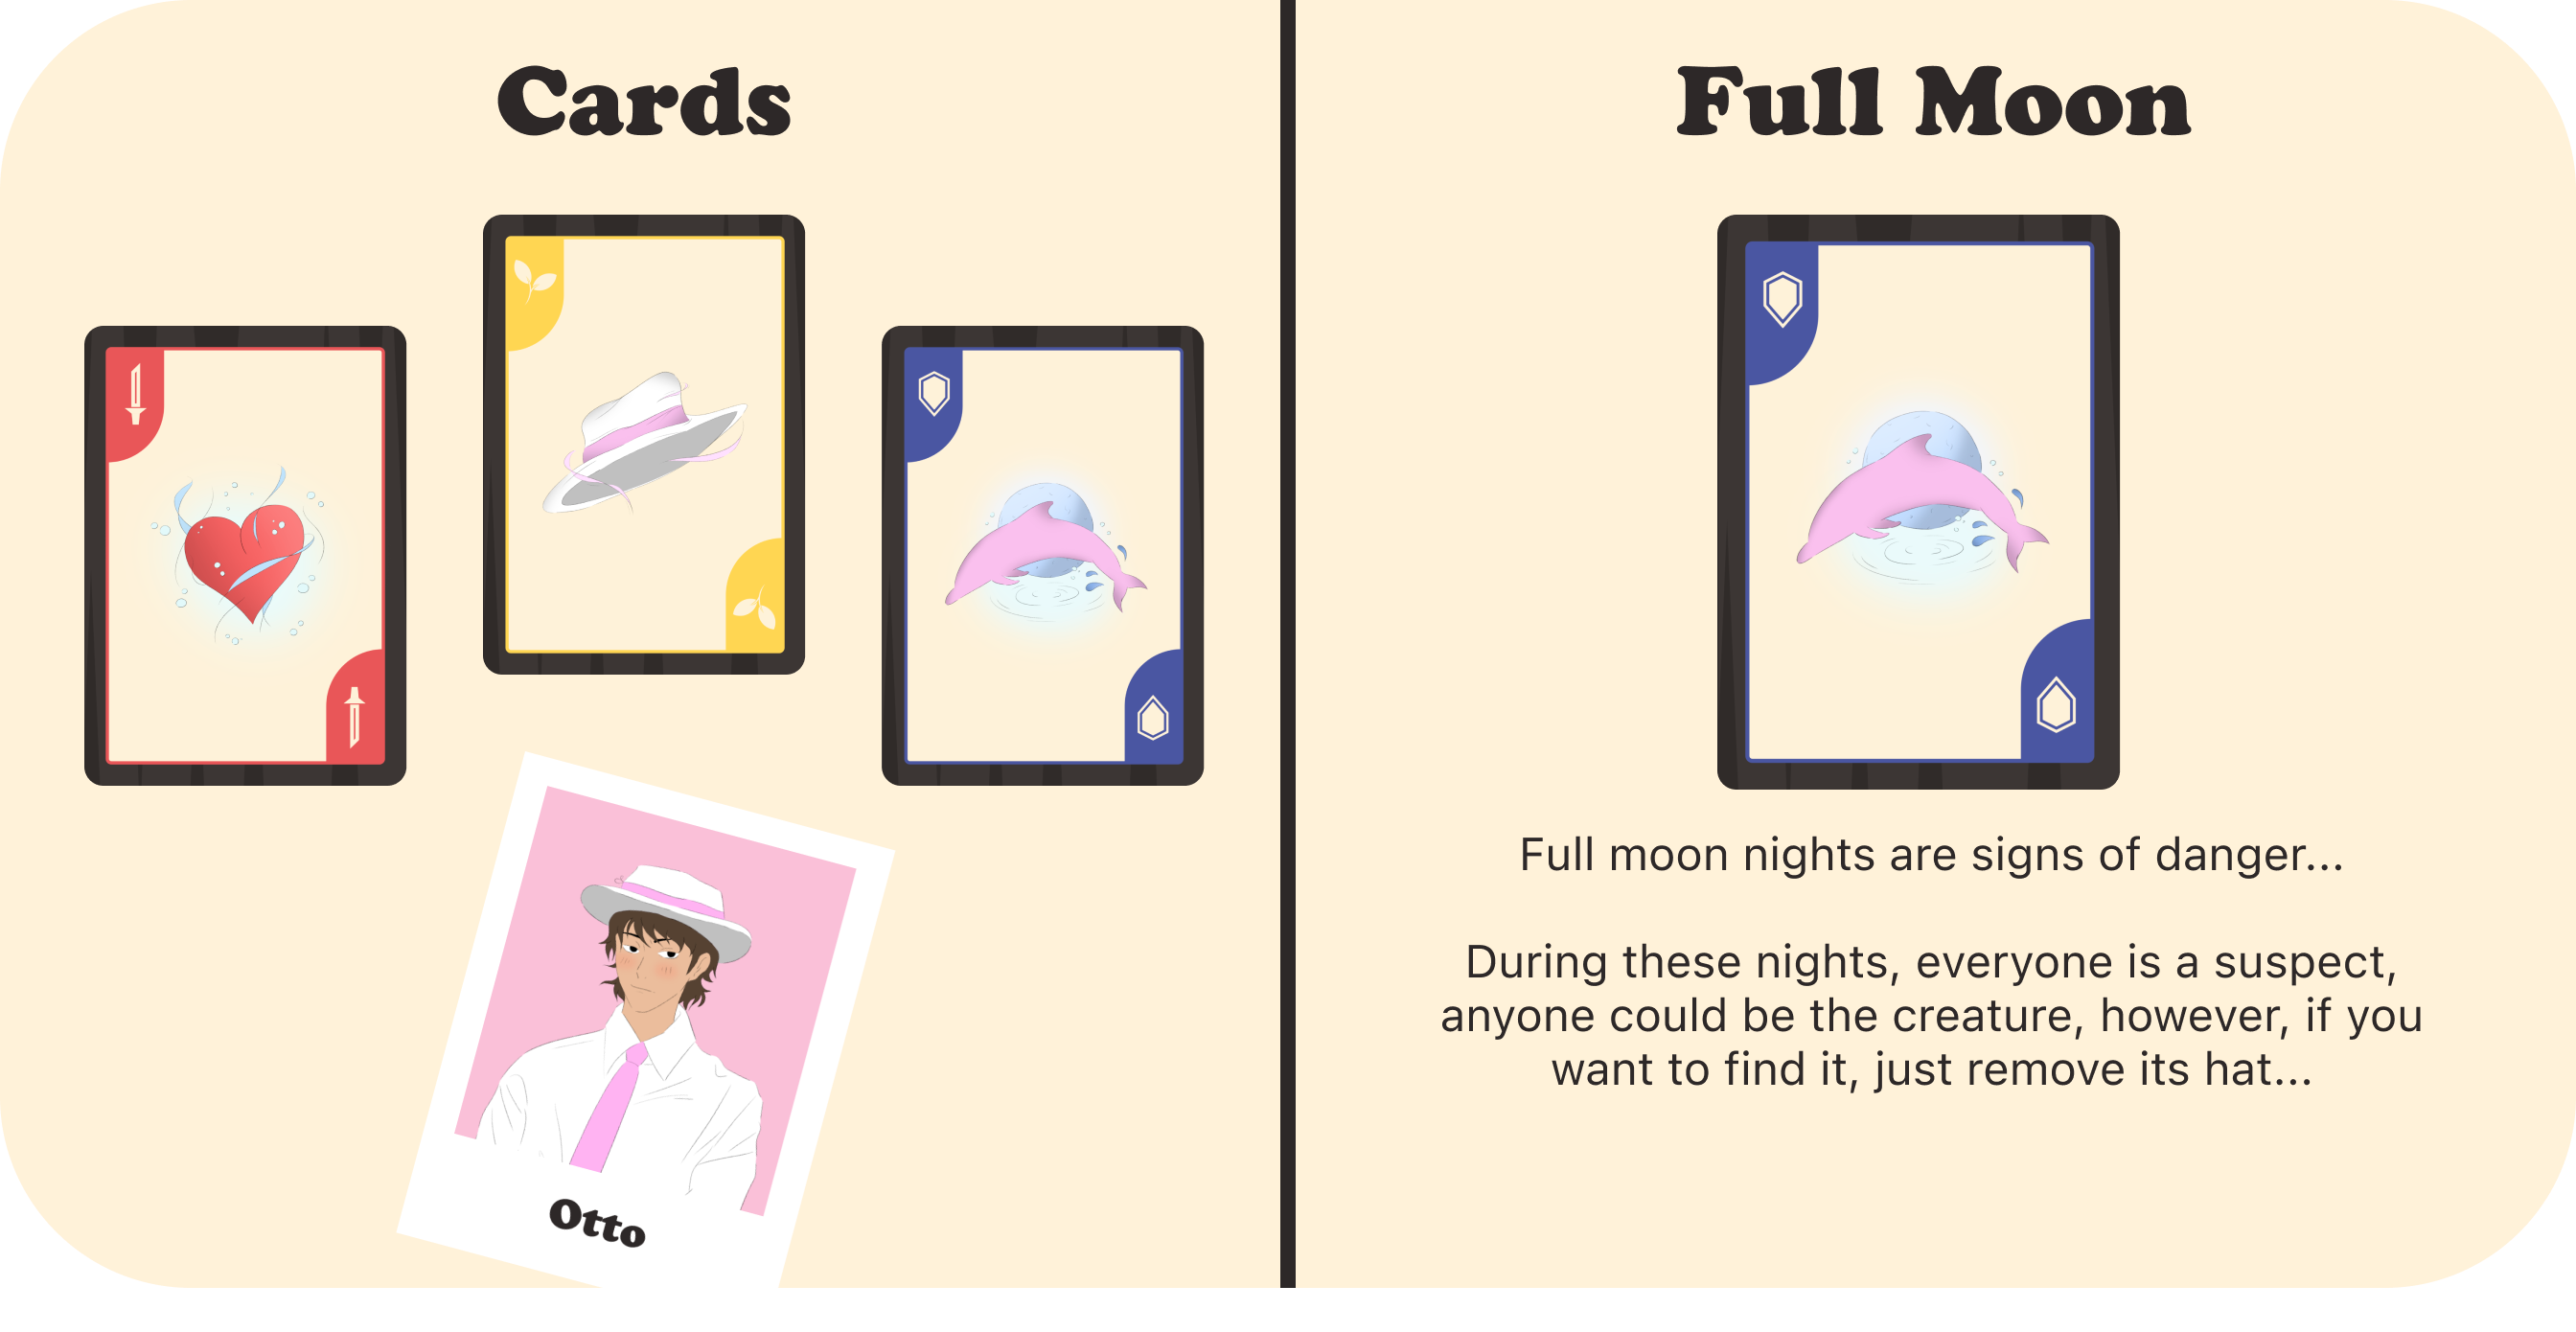 Cards
Otto
Full Moon
Full moon nights are signs of danger...
During these nights, everyone is a suspect,
anyone could be the creature, however, if you
want to find it, just remove its hat...